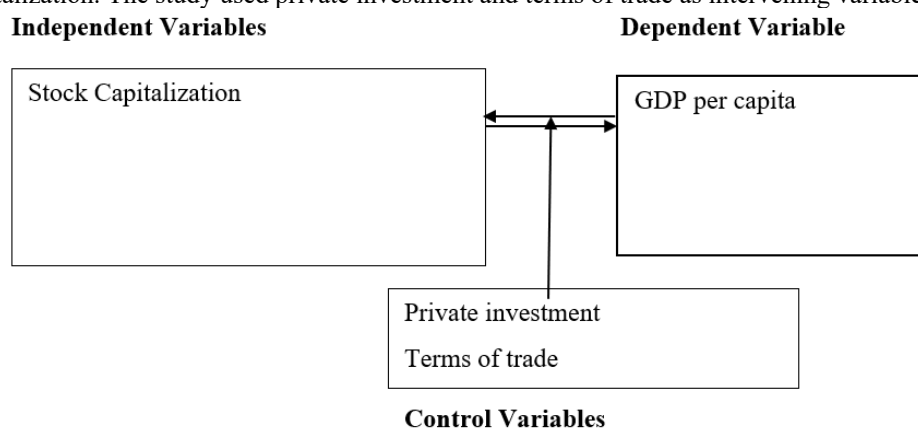 The study used private investment and terms of trade as intervening
Independent Variables
Dependent Variable
Stock Capitalization
GDP per capita
Private investment
Terms of trade
Control Variables